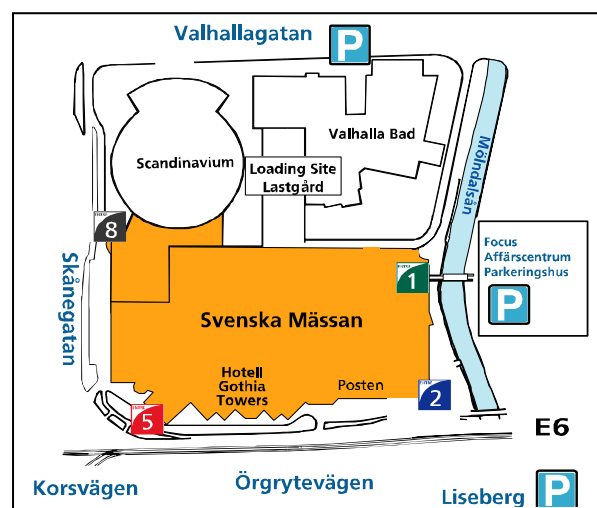 Valhallagatan
P
Valhalla Bad
Scandinavium
Loading Site
Lastgård
Mölndalsån
8
Skånegatan
Focus
Affärscentrum
Parkeringshus
P
1
Svenska Mässan
Hotell
Gothia
Towers
Posten
2
5
E6
Korsvägen
Örgrytevägen
Liseberg
P